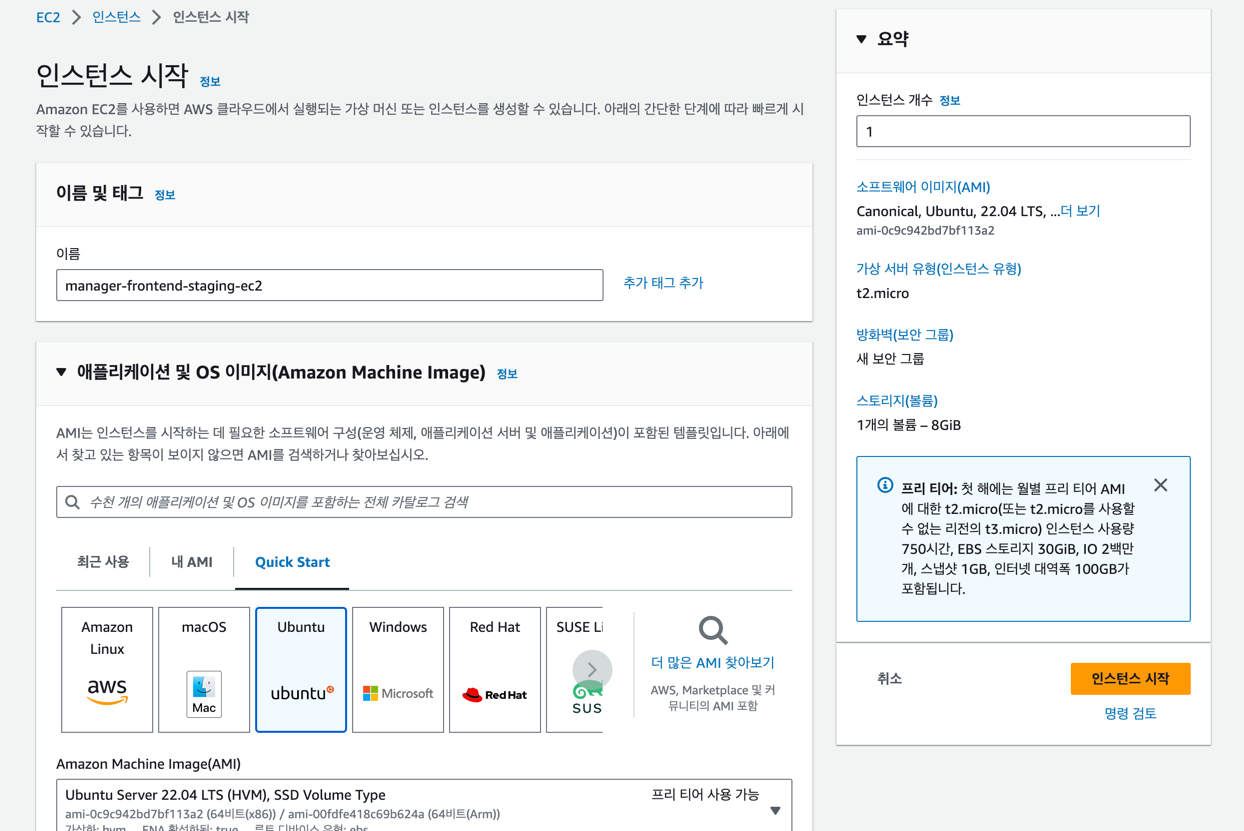 EC2 > 인스턴스 > 인스턴스 시작
인스턴스 시작 정보
Amazon EC2를 사용하면 AWS 클라우드에서 실행되는 가상 머신 또는 인스턴스를 생성할 수 있습니다. 아래의 간단한 단계에 따라 빠르게 시
작할 수 있습니다.
이름 및 태그 정보
이름
manager-frontend-staging-ec2
추가 태그 추가
애플리케이션 및 OS 이미지(Amazon Machine Image) 정보
AMI는 인스턴스를 시작하는 데 필요한 소프트웨어 구성(운영 체제, 애플리케이션 서버 및 애플리케이션)이 포함된 템플릿입니다. 아래에
서 찾고 있는 항목이 보이지 않으면 AMI를 검색하거나 찾아보십시오.
수천 개의 애플리케이션 및 OS 이미지를 포함하는 전체 카탈로그 검색
최근 사용
내 AMI
Quick Start
Amazon
Linux
aws
macOS
Mac
Ubuntu
ubuntu
Windows
Microsoft
Red Hat
Red Hat
SUSE Li
SUS
더 많은 AMI 찾아보기
AWS, Marketplace 및 커
뮤니티의 AMI 포함
Amazon Machine Image(AMI)
Ubuntu Server 22.04 LTS (HVM), SSD Volume Type
프리 티어 사용 가능
ami-0c9c942bd7bf113a2 (64비트(x86)) / ami-00fdfe418c69b624a (64비트(Arm))
가상화: hvm ENA 활성화됨: true 루트 디바이스 유형: ebs
요약
인스턴스 개수 정보
1
소프트웨어 이미지(AMI)
Canonical, Ubuntu, 22.04 LTS, ...더 보기
ami-0c9c942bd7bf113a2
가상 서버 유형(인스턴스 유형)
t2.micro
방화벽(보안 그룹)
새 보안 그룹
스토리지(볼륨)
1개의 볼륨 – 8GiB
프리 티어: 첫 해에는 월별 프리 티어 AMI
에 대한 t2.micro(또는 t2.micro를 사용할
수 없는 리전의 t3.micro) 인스턴스 사용량
750시간, EBS 스토리지 30GiB, IO 2백만
개, 스냅샷 1GB, 인터넷 대역폭 100GB가
포함됩니다.
취소
인스턴스 시작
명령 검토